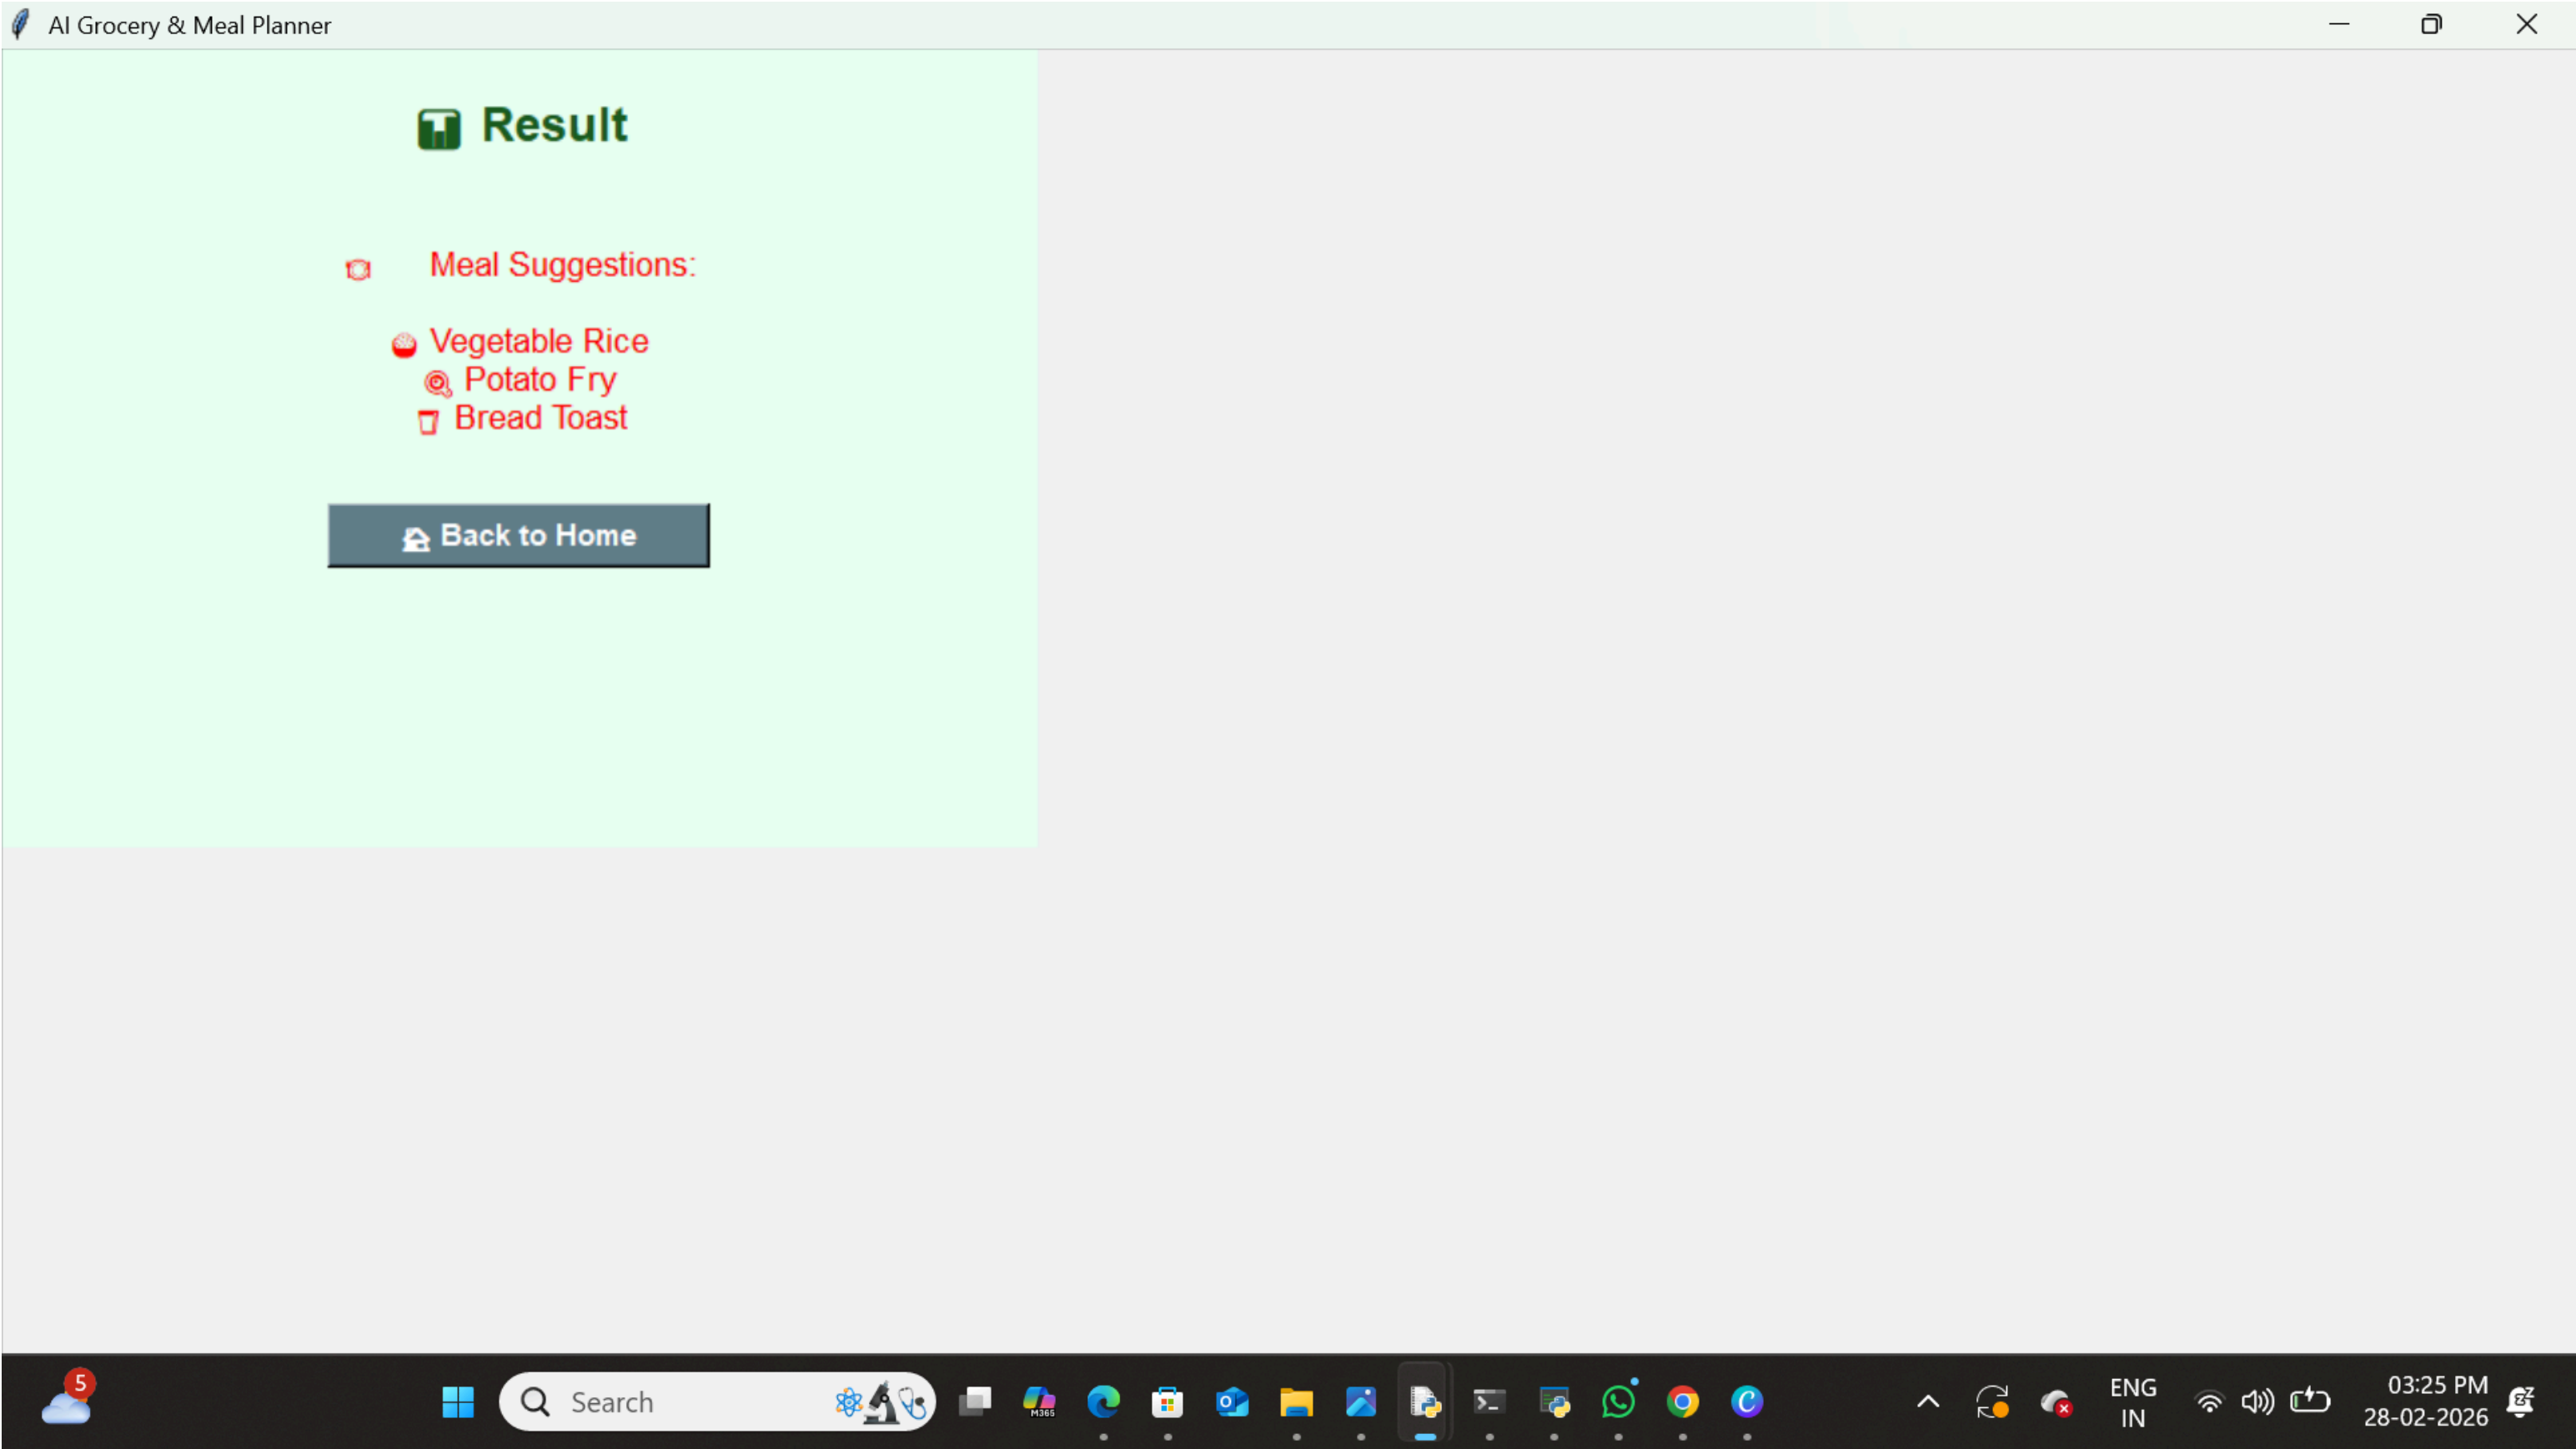 AI Grocery & Meal Planner
Result
Meal Suggestions:
Vegetable Rice
Potato Fry
Bread Toast
Back to Home
5
Search
M365
ENG
IN
03:25 PM
28-02-2026